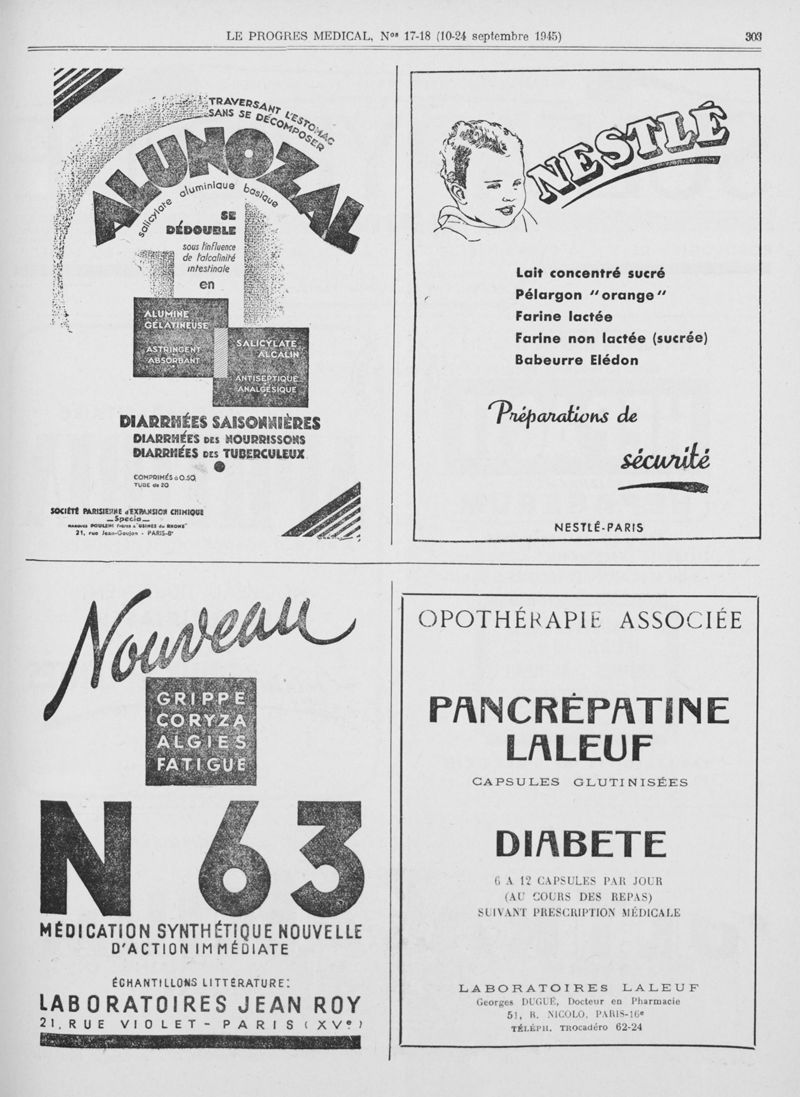 LE PROGRES MEDICAL, Nos 17-18 (10-24 septembre 1945) 303
TRAVERSANT L'ESTOMAC
SANS SE DÉCOMPOSER
ALUNOZAL
salicylate aluminique basique
SE
DÉDOUBLE
sous l'influence
de l'alcalinité
intestinale
en
ALUMINE
GÉLATINEUSE
ASTRINGENT
ABSORBANT
SALICYLATE
ALCALIN
ANTISEPTIQUE
ANALGÉSIQUE
DIARRHÉES SAISONNIÈRES
DIARRHÉES DES NOURRISSONS
DIARRHÉES DES TUBERCULEUX
COMPRIMÉS à 0.50,
TUBE de 20
SOCIÉTÉ PARISIENNE d'EXPANSION CHIMIQUE
—Specia—
MARQUES POULENC Frères & "USINES du RHONE"
21, rue Jean-Goujon - PARIS-8e
NESTLÉ
Lait concentré sucré
Pélargon "orange"
Farine lactée
Farine non lactée (sucrée)
Babeurre Elédon
Préparations de
sécurité
NESTLÉ-PARIS
Nouveau
GRIPPE
CORYZA
ALGIES
FATIGUE
N 63
MÉDICATION SYNTHÉTIQUE NOUVELLE
D'ACTION IMMÉDIATE
ÉCHANTILLONS LITTÉRATURE:
LABORATOIRES JEAN ROY
21, RUE VIOLET - PARIS (XVe)
OPOTHÉRAPIE ASSOCIÉE
PANCRÉPATINE
LALEUF
CAPSULES GLUTINISÉES
DIABETE
6 A 12 CAPSULES PAR JOUR
(AU COURS DES REPAS)
SUIVANT PRESCRIPTION MÉDICALE
LABORATOIRES LALEUF
Georges DUGUÉ, Docteur en Pharmacie
51, R. NICOLO, PARIS-16e
TÉLÉPH. TROcadéro 62-24